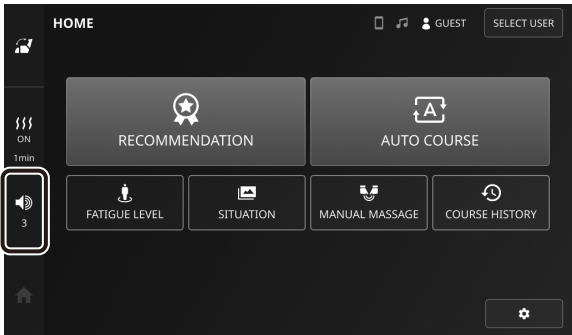 HOME
GUEST
SELECT USER
ON
1min
3
RECOMMENDATION
A
AUTO COURSE
FATIGUE LEVEL
SITUATION
MANUAL MASSAGE
COURSE HISTORY